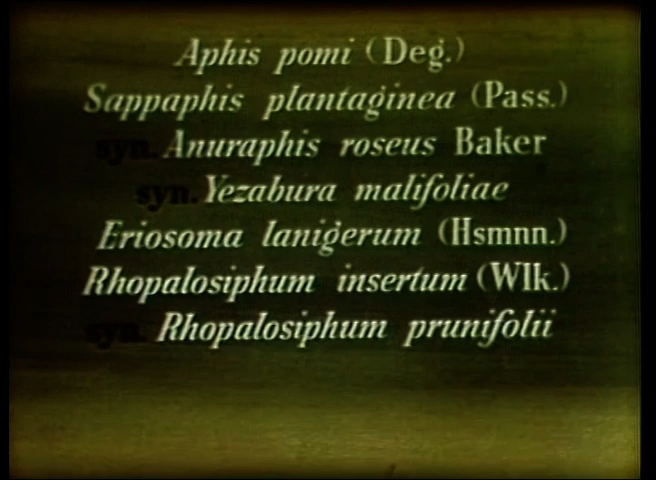 Aphis pomi (Deg.)
Sappaphis plantaginea (Pass.)
syn. Anuraphis roseus Baker
syn. Yezabura malifoliae
Eriosoma lanigerum (Hsmnn.)
Rhopalosiphum insertum (Wlk.)
syn. Rhopalosiphum prunifolii